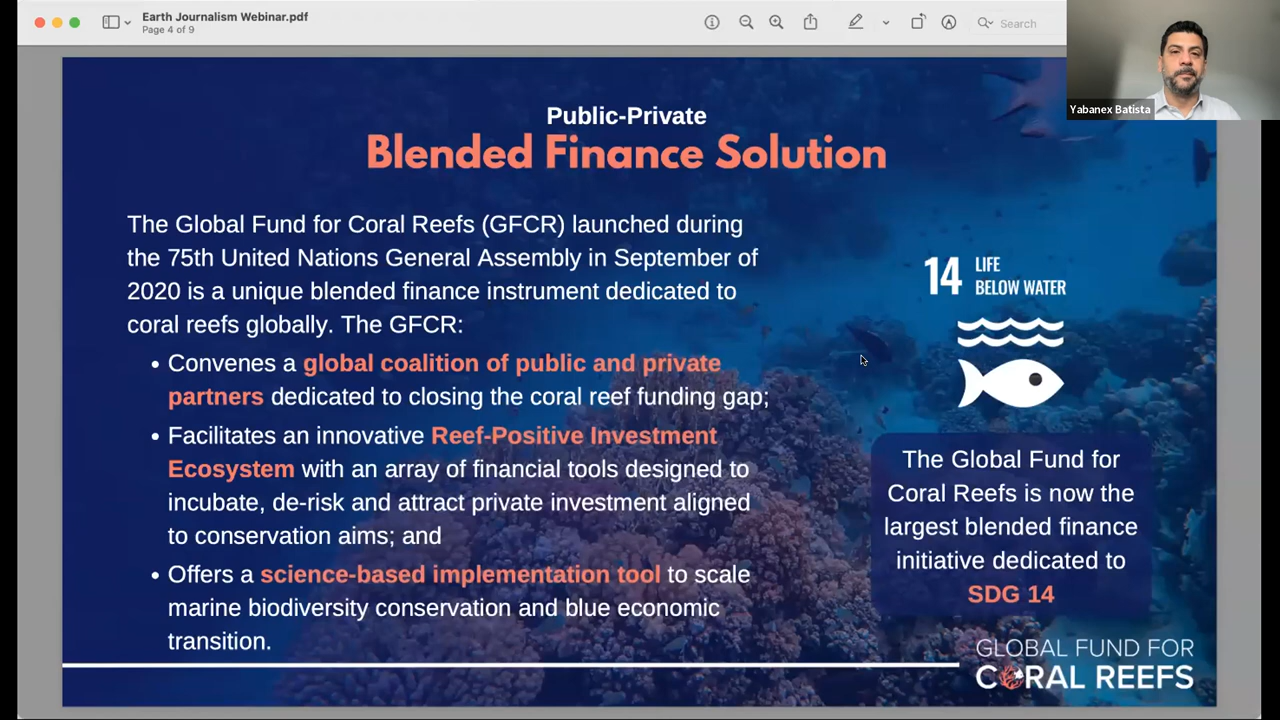 Earth Journalism Webinar.pdf
Page 4 of 9
Search
Yabanex Batista
Public-Private
Blended Finance Solution
The Global Fund for Coral Reefs (GFCR) launched during
the 75th United Nations General Assembly in September of
2020 is a unique blended finance instrument dedicated to
coral reefs globally. The GFCR:
• Convenes a global coalition of public and private
partners dedicated to closing the coral reef funding gap;
• Facilitates an innovative Reef-Positive Investment
Ecosystem with an array of financial tools designed to
incubate, de-risk and attract private investment aligned
to conservation aims; and
• Offers a science-based implementation tool to scale
marine biodiversity conservation and blue economic
transition.
14 LIFE
BELOW WATER
The Global Fund for
Coral Reefs is now the
largest blended finance
initiative dedicated to
SDG 14
GLOBAL FUND FOR
CORAL REEFS